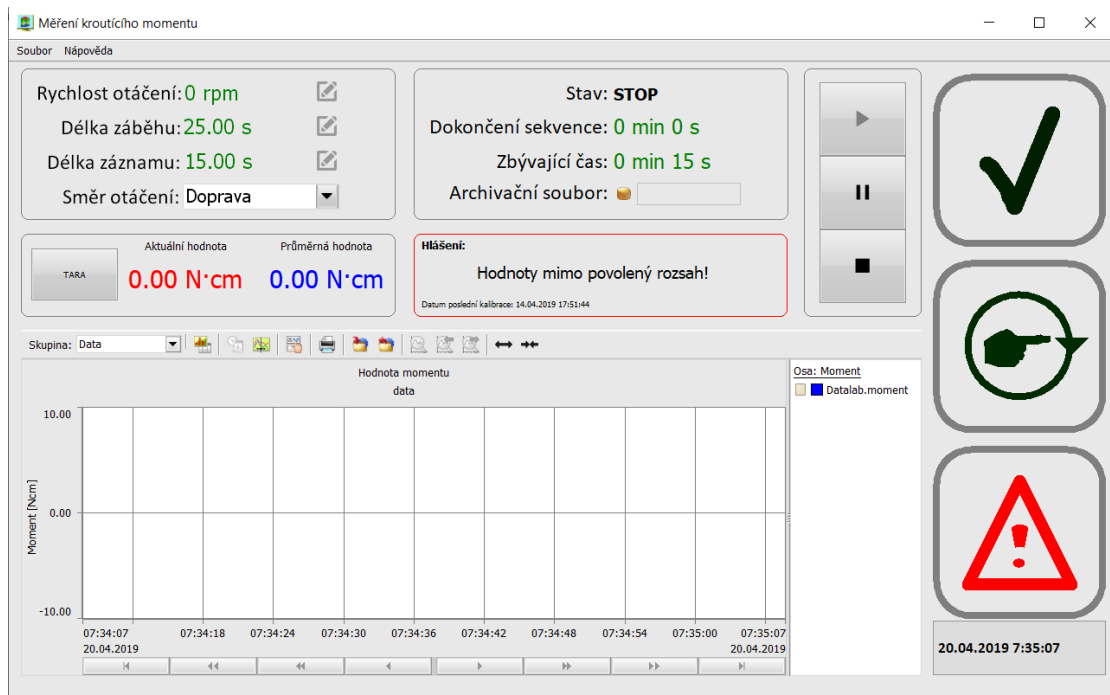 Měření kroutícího momentu
Soubor Nápověda
Rychlost otáčení: 0 rpm
Délka záběhu: 25.00 s
Délka záznamu: 15.00 s
Směr otáčení: Doprava
Stav: STOP
Dokončení sekvence: 0 min 0 s
Zbývající čas: 0 min 15 s
Archivační soubor:
TARA
Aktuální hodnota Průměrná hodnota
0.00 N·cm 0.00 N·cm
Hlášení:
Hodnoty mimo povolený rozsah!
Datum poslední kalibrace: 14.04.2019 17:51:44
Skupina: Data
Hodnota momentu
data
Osa: Moment
Datalab.moment
10.00
0.00
-10.00
Moment [Ncm]
07:34:07 07:34:18 07:34:24 07:34:30 07:34:36 07:34:42 07:34:48 07:34:54 07:35:00 07:35:07
20.04.2019 20.04.2019
20.04.2019 7:35:07